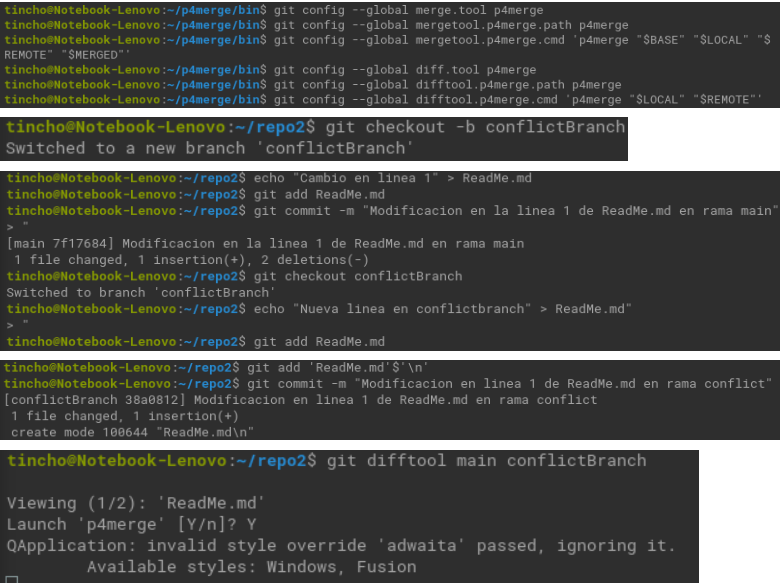 tincho@Notebook-Lenovo:~/p4merge/bin$ git config --global merge.tool p4merge
tincho@Notebook-Lenovo:~/p4merge/bin$ git config --global mergetool.p4merge.path p4merge
tincho@Notebook-Lenovo:~/p4merge/bin$ git config --global mergetool.p4merge.cmd 'p4merge "$BASE" "$LOCAL" "$
REMOTE" "$MERGED"'
tincho@Notebook-Lenovo:~/p4merge/bin$ git config --global diff.tool p4merge
tincho@Notebook-Lenovo:~/p4merge/bin$ git config --global difftool.p4merge.path p4merge
tincho@Notebook-Lenovo:~/p4merge/bin$ git config --global difftool.p4merge.cmd 'p4merge "$LOCAL" "$REMOTE"'
tincho@Notebook-Lenovo:~/repo2$ git checkout -b conflictBranch
Switched to a new branch 'conflictBranch'
tincho@Notebook-Lenovo:~/repo2$ echo "Cambio en linea 1" > ReadMe.md
tincho@Notebook-Lenovo:~/repo2$ git add ReadMe.md
tincho@Notebook-Lenovo:~/repo2$ git commit -m "Modificacion en la linea 1 de ReadMe.md en rama main"
> "
[main 7f17684] Modificacion en la linea 1 de ReadMe.md en rama main
 1 file changed, 1 insertion(+), 2 deletions(-)
tincho@Notebook-Lenovo:~/repo2$ git checkout conflictBranch
Switched to branch 'conflictBranch'
tincho@Notebook-Lenovo:~/repo2$ echo "Nueva linea en conflictbranch" > ReadMe.md"
> "
tincho@Notebook-Lenovo:~/repo2$ git add ReadMe.md
tincho@Notebook-Lenovo:~/repo2$ git add 'ReadMe.md'$'\n'
tincho@Notebook-Lenovo:~/repo2$ git commit -m "Modificacion en linea 1 de ReadMe.md en rama conflict"
[conflictBranch 38a0812] Modificacion en linea 1 de ReadMe.md en rama conflict
 1 file changed, 1 insertion(+)
 create mode 100644 "ReadMe.md\n"
tincho@Notebook-Lenovo:~/repo2$ git difftool main conflictBranch
Viewing (1/2): 'ReadMe.md'
Launch 'p4merge' [Y/n]? Y
QApplication: invalid style override 'adwaita' passed, ignoring it.
        Available styles: Windows, Fusion